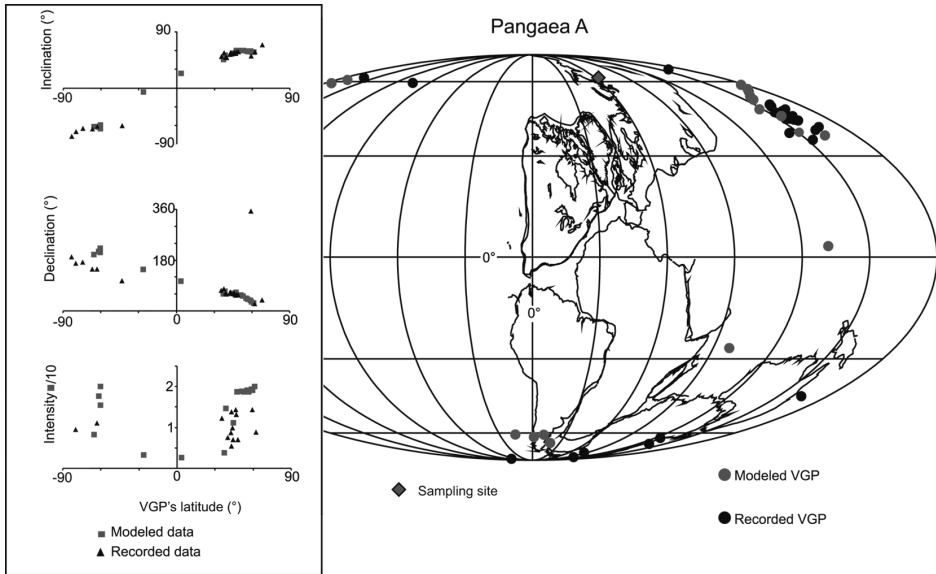 Pangaea A
Inclination (°)
90
-90
90
-90
Declination (°)
360
180
-90
0
90
Intensity/10
2
1
-90
0
90
VGP's latitude (°)
Modeled data
Recorded data
0°
0°
Sampling site
Modeled VGP
Recorded VGP